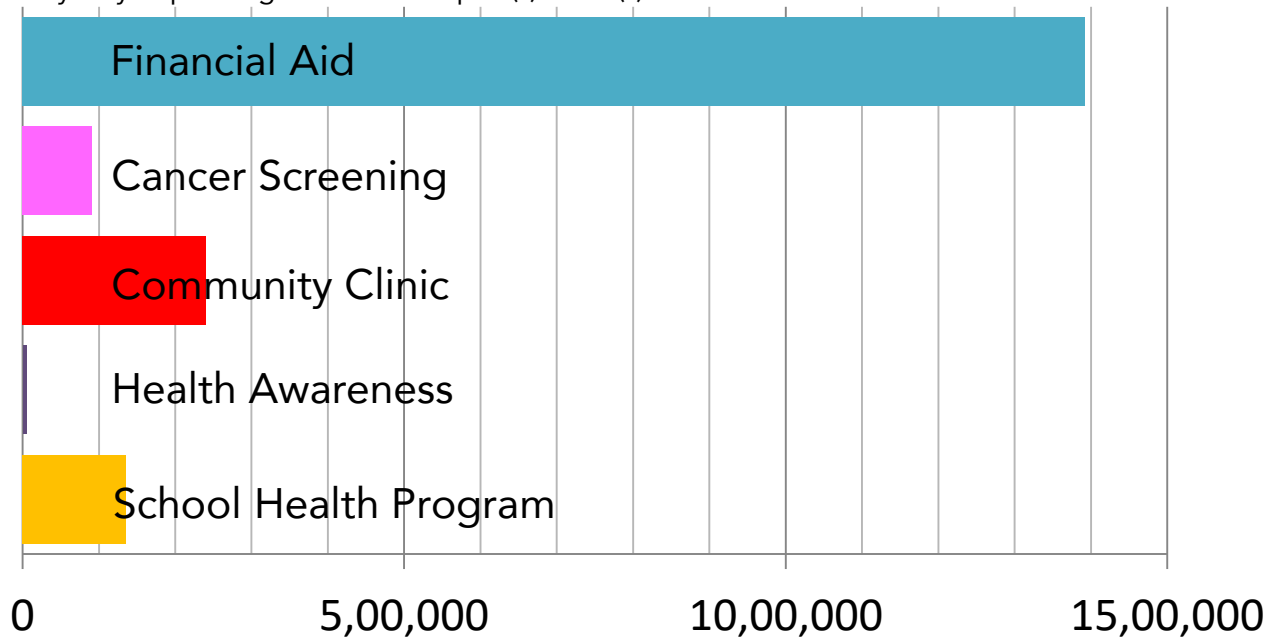 Financial Aid
Cancer Screening
Community Clinic
Health Awareness
School Health Program
0 5,00,000 10,00,000 15,00,000